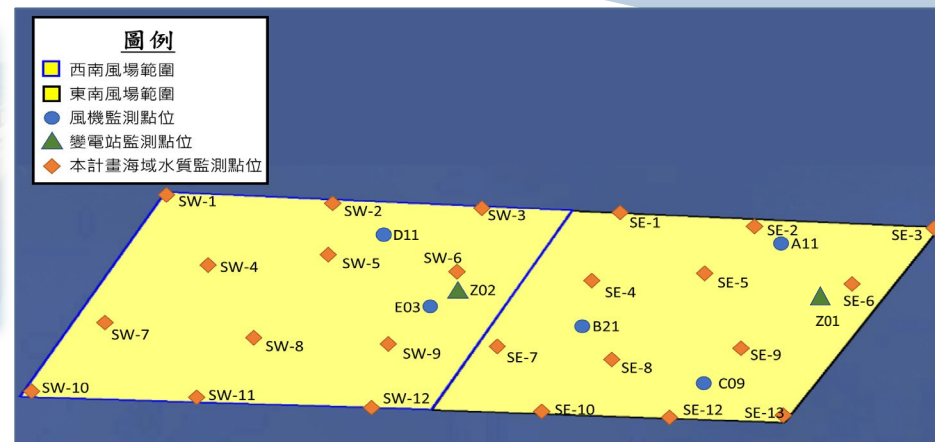 圖例
西南風場範圍
東南風場範圍
風機監測點位
變電站監測點位
本計畫海域水質監測點位
SW-1
SW-2
SW-3
SE-1
SE-2
SE-3
D11
A11
SW-4
SW-5
SW-6
SE-4
SE-5
SE-6
Z02
Z01
E03
B21
SW-7
SW-8
SW-9
SE-7
SE-8
SE-9
C09
SW-10
SW-11
SW-12
SE-10
SE-12
SE-13